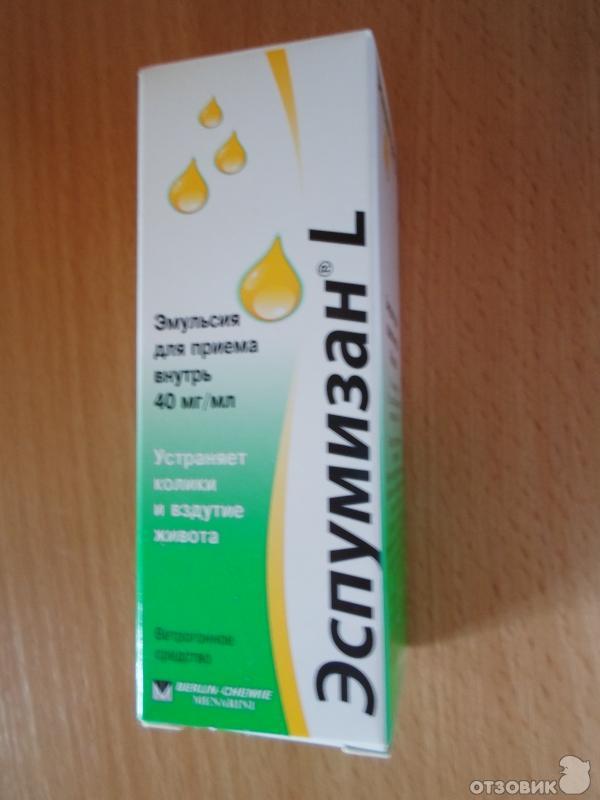 Эмульсия
для приема
внутрь
40 мг/мл
Устраняет
колики
и вздутие
живота
Ветрогонное
средство
BERLIN-CHEMIE
MENARINI
Эспумизан® L
ОТЗОВИК